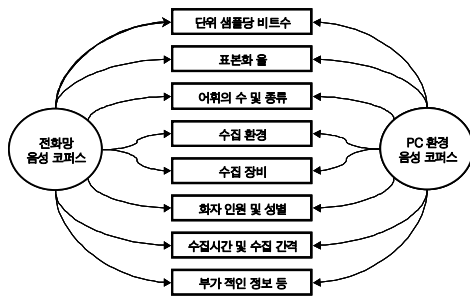 단위 샘플당 비트수
표본화 율
어휘의 수 및 종류
전화망
음성 코퍼스
수집 환경
PC 환경
음성 코퍼스
수집 장비
화자 인원 및 성별
수집시간 및 수집 간격
부가 적인 정보 등